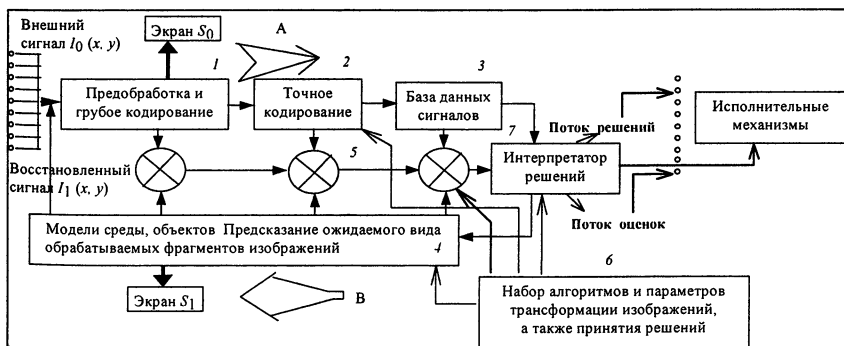 Внешний
сигнал I0 (x, y)
Экран S0
A
1
2
3
Предобработка и
грубое кодирование
Точное
кодирование
База данных
сигналов
Исполнительные
механизмы
7
Поток решений
Восстановленный
сигнал I1 (x, y)
5
Интерпретатор
решений
Поток оценок
Модели среды, объектов Предсказание ожидаемого вида
обрабатываемых фрагментов изображений
4
6
Экран S1
B
Набор алгоритмов и параметров
трансформации изображений,
а также принятия решений